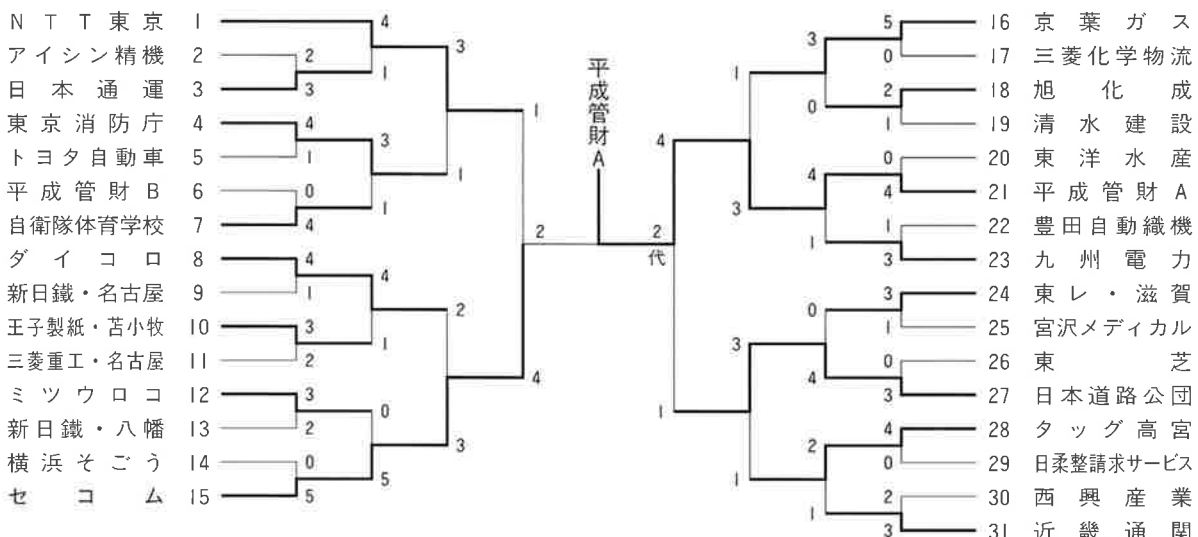 NTT東京 1
アイシン精機 2
日本通運 3
東京消防庁 4
トヨタ自動車 5
平成管財B 6
自衛隊体育学校 7
ダイコロ 8
新日鐵・名古屋 9
王子製紙・苫小牧 10
三菱重工・名古屋 11
ミツウロコ 12
新日鐵・八幡 13
横浜そごう 14
セコム 15
4
2
3
1
4
1
0
4
3
1
4
1
3
2
4
1
3
2
0
5
0
5
3
1
2
3
1
4
2
平成管財A
2
代
4
1
1
3
3
1
3
0
4
1
0
4
2
1
5
0
2
1
0
4
1
3
3
1
0
3
4
0
2
3
16 京葉ガス
17 三菱化学物流
18 旭化成
19 清水建設
20 東洋水産
21 平成管財A
22 豊田自動織機
23 九州電力
24 東レ・滋賀
25 宮沢メディカル
26 東芝
27 日本道路公団
28 タッグ高宮
29 日柔整請求サービス
30 西興産業
31 近畿通関